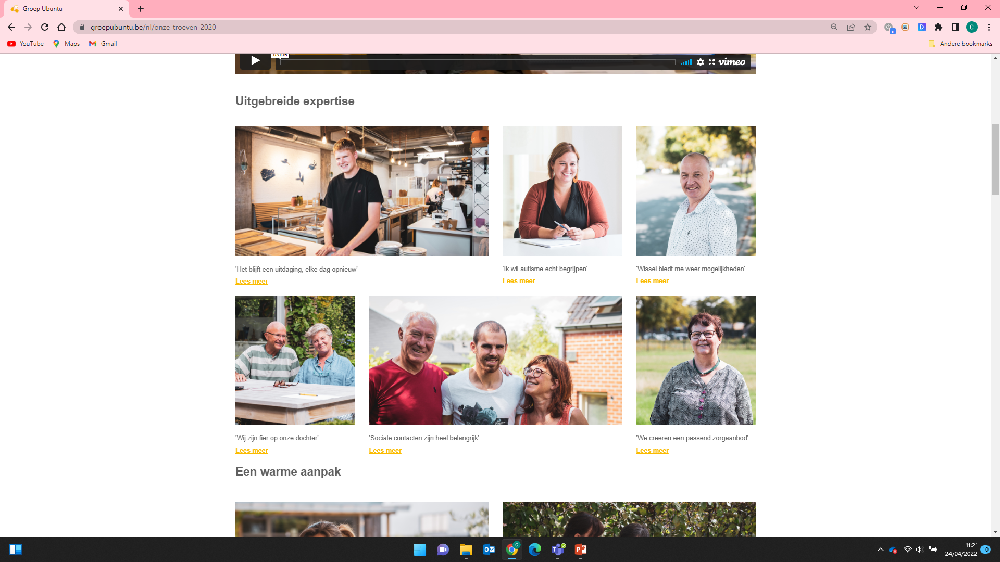 Groep Ubuntu
groepubuntu.be/nl/onze-troeven-2020
YouTube
Maps
Gmail
Andere bookmarks
03:06
vimeo
Uitgebreide expertise
'Het blijft een uitdaging, elke dag opnieuw'
Lees meer
'Ik wil autisme echt begrijpen'
Lees meer
'Wissel biedt me weer mogelijkheden'
Lees meer
'Wij zijn fier op onze dochter'
Lees meer
'Sociale contacten zijn heel belangrijk'
Lees meer
'We creëren een passend zorgaanbod'
Lees meer
Een warme aanpak
11:21
24/04/2022
10